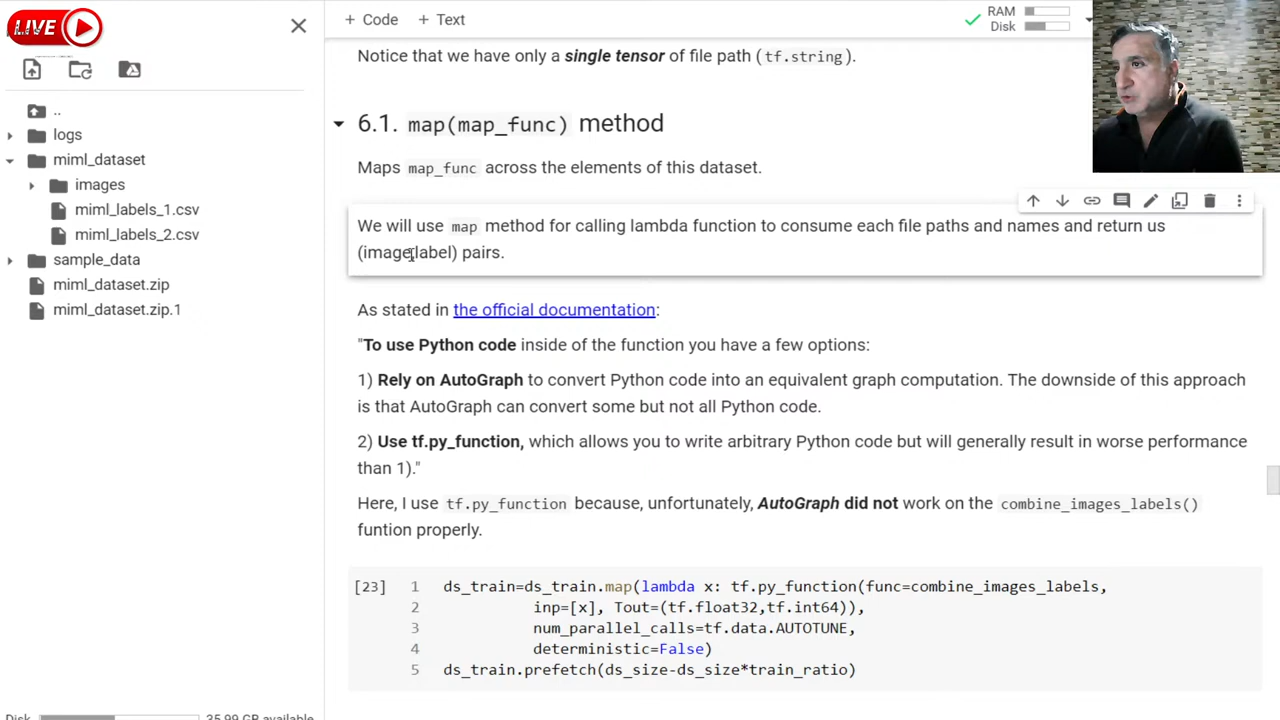 LIVE
+ Code + Text
RAM
Disk
Notice that we have only a single tensor of file path (tf.string).
..
logs
miml_dataset
images
miml_labels_1.csv
miml_labels_2.csv
sample_data
miml_dataset.zip
miml_dataset.zip.1
6.1. map(map_func) method
Maps map_func across the elements of this dataset.
We will use map method for calling lambda function to consume each file paths and names and return us
(image,label) pairs.
As stated in the official documentation:
"To use Python code inside of the function you have a few options:
1) Rely on AutoGraph to convert Python code into an equivalent graph computation. The downside of this approach
is that AutoGraph can convert some but not all Python code.
2) Use tf.py_function, which allows you to write arbitrary Python code but will generally result in worse performance
than 1)."
Here, I use tf.py_function because, unfortunately, AutoGraph did not work on the combine_images_labels()
funtion properly.
[23] 1 ds_train=ds_train.map(lambda x: tf.py_function(func=combine_images_labels,
2 inp=[x], Tout=(tf.float32,tf.int64)),
3 num_parallel_calls=tf.data.AUTOTUNE,
4 deterministic=False)
5 ds_train.prefetch(ds_size-ds_size*train_ratio)
Disk 35.99 GB available